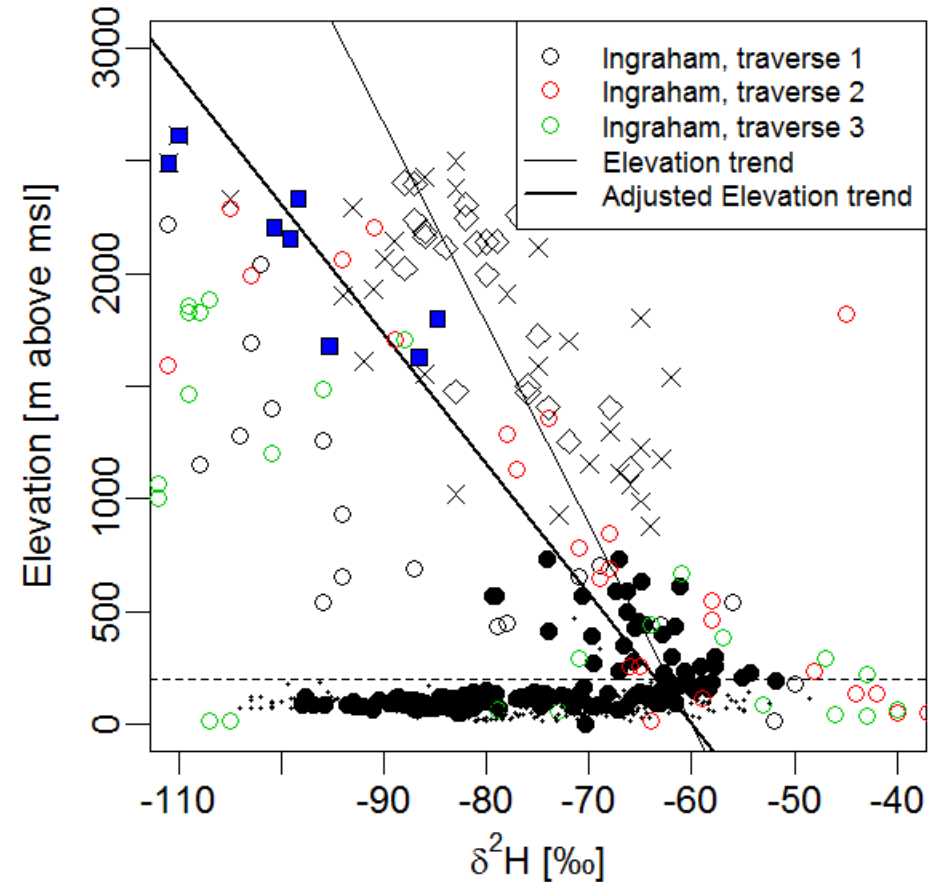 Elevation [m above msl]
3000
2000
1000
500
0
Ingraham, traverse 1
Ingraham, traverse 2
Ingraham, traverse 3
Elevation trend
Adjusted Elevation trend
-110
-90
-80
-70
-60
-50
-40
δ²H [‰]